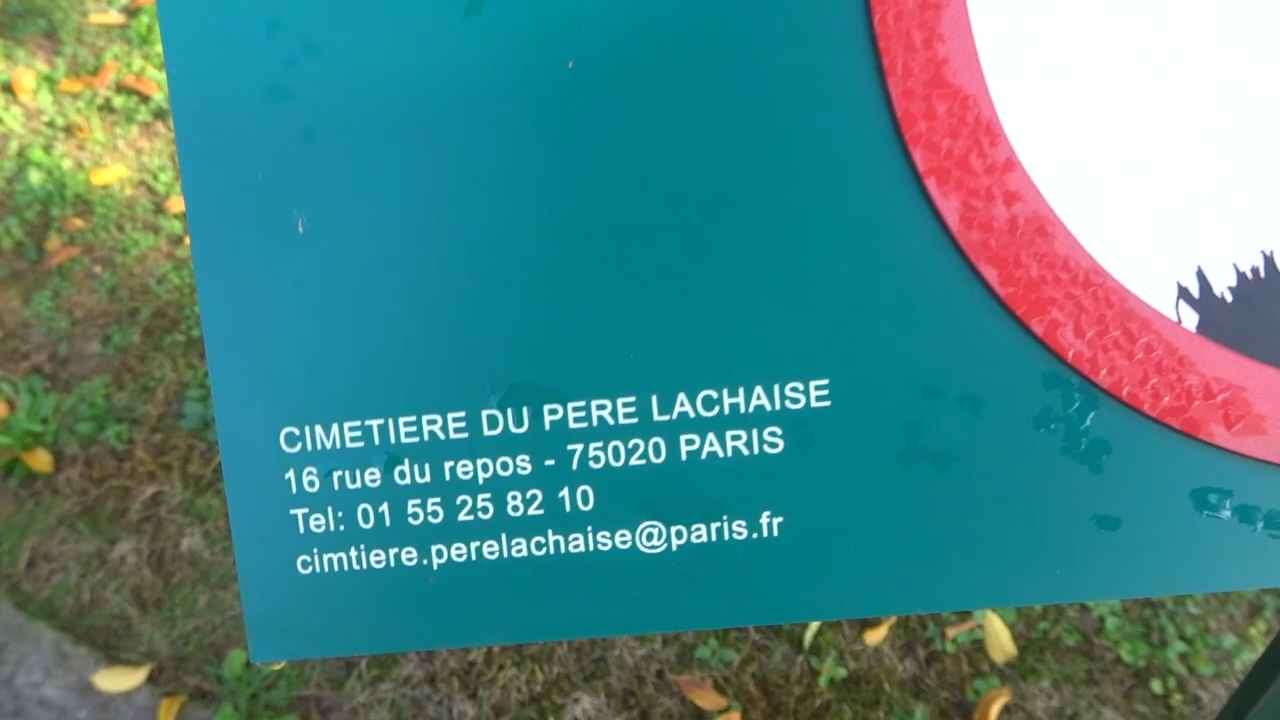 CIMETIERE DU PERE LACHAISE
16 rue du repos - 75020 PARIS
Tel: 01 55 25 82 10
cimtiere.perelachaise@paris.fr